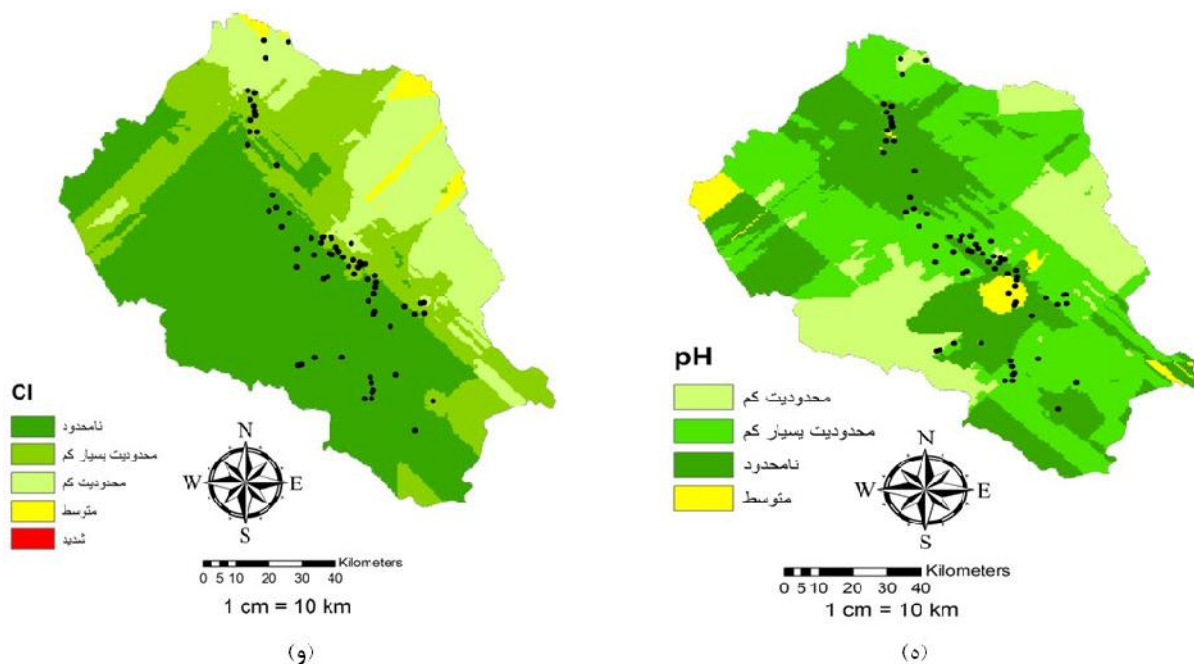 Cl
نامحدود
محدودیت بسیار کم
محدودیت کم
متوسط
شدید
N
W E
S
Kilometers
0 5 10 20 30 40
1 cm = 10 km
(و)
pH
محدودیت کم
محدودیت بسیار کم
نامحدود
متوسط
N
W E
S
Kilometers
0 5 10 20 30 40
1 cm = 10 km
(ه)